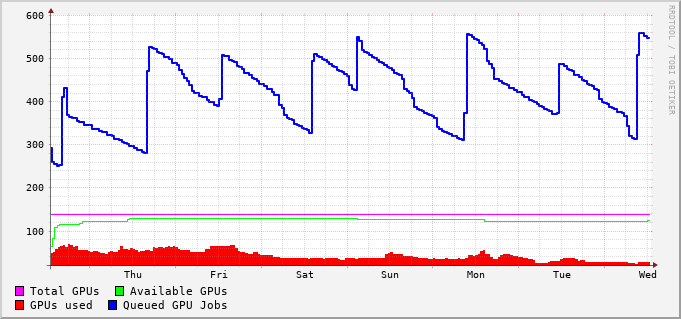 600
500
400
300
200
100
Thu Fri Sat Sun Mon Tue Wed
Total GPUs Available GPUs
GPUs used Queued GPU Jobs
RRDTOOL / TOBI OETIKER